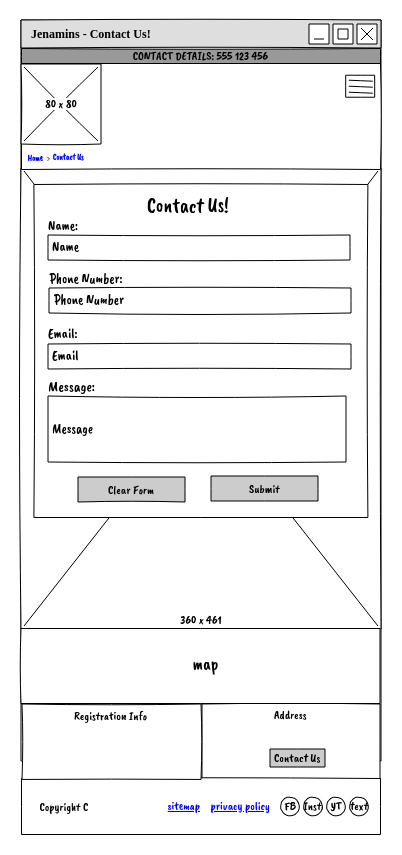 Jenamins - Contact Us!
CONTACT DETAILS: 555 123 456
80 x 80
Home > Contact Us
Contact Us!
Name:
Name
Phone Number:
Phone Number
Email:
Email
Message:
Message
Clear Form Submit
360 x 461
map
Registration Info Address
Contact Us
Copyright C sitemap privacy policy FB Inst YT Text